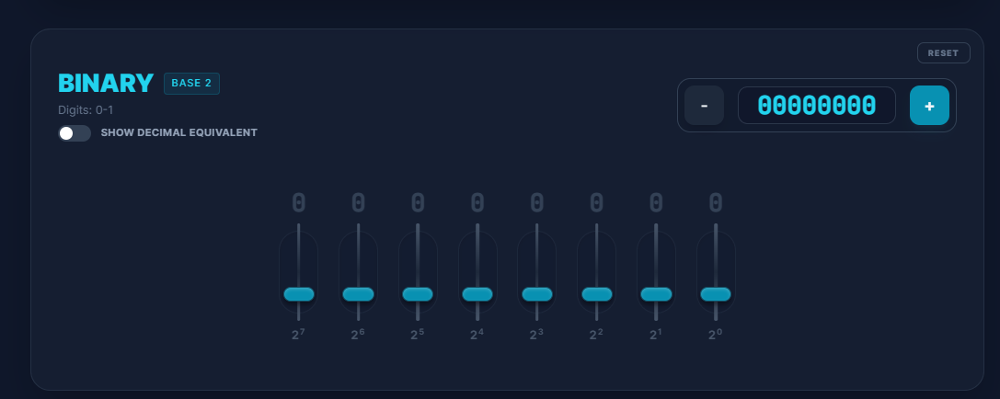 RESET
BINARY BASE 2
Digits: 0-1
SHOW DECIMAL EQUIVALENT
- 00000000 +
0 0 0 0 0 0 0 0
2⁷ 2⁶ 2⁵ 2⁴ 2³ 2² 2¹ 2⁰